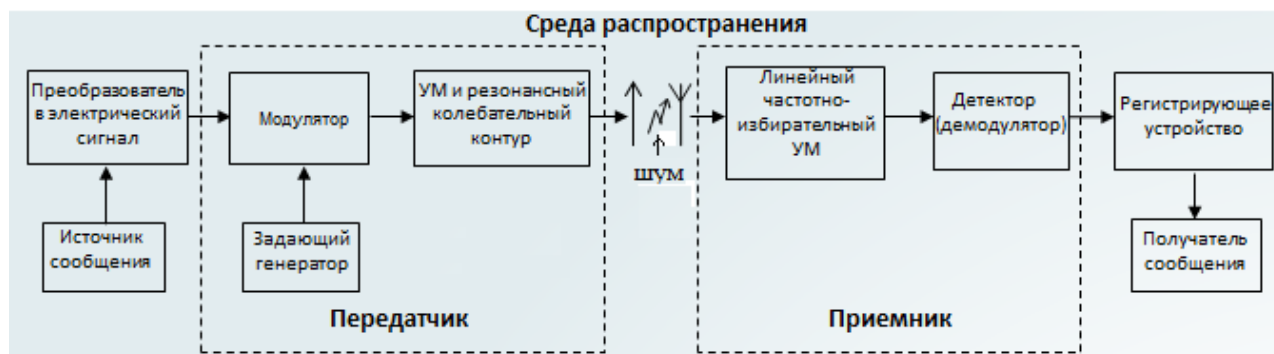 Среда распространения
Преобразователь
в электрический
сигнал
Модулятор
УМ и резонансный
колебательный
контур
шум
Линейный
частотно-
избирательный
УМ
Детектор
(демодулятор)
Регистрирующее
устройство
Источник
сообщения
Задающий
генератор
Получатель
сообщения
Передатчик
Приемник